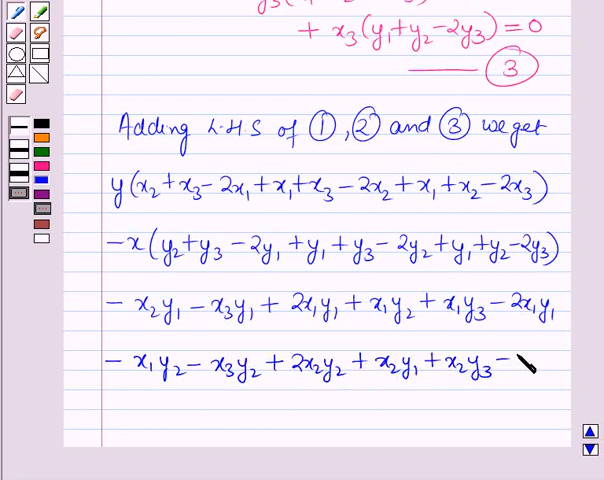 + x₃(y₁+y₂-2y₃) = 0
③
Adding L.H.S of ①, ② and ③ we get
y(x₂+x₃-2x₁+x₁+x₃-2x₂+x₁+x₂-2x₃)
-x(y₂+y₃-2y₁+y₁+y₃-2y₂+y₁+y₂-2y₃)
- x₂y₁ - x₃y₁ + 2x₁y₁ + x₁y₂ + x₁y₃ - 2x₁y₁
- x₁y₂ - x₃y₂ + 2x₂y₂ + x₂y₁ + x₂y₃ -